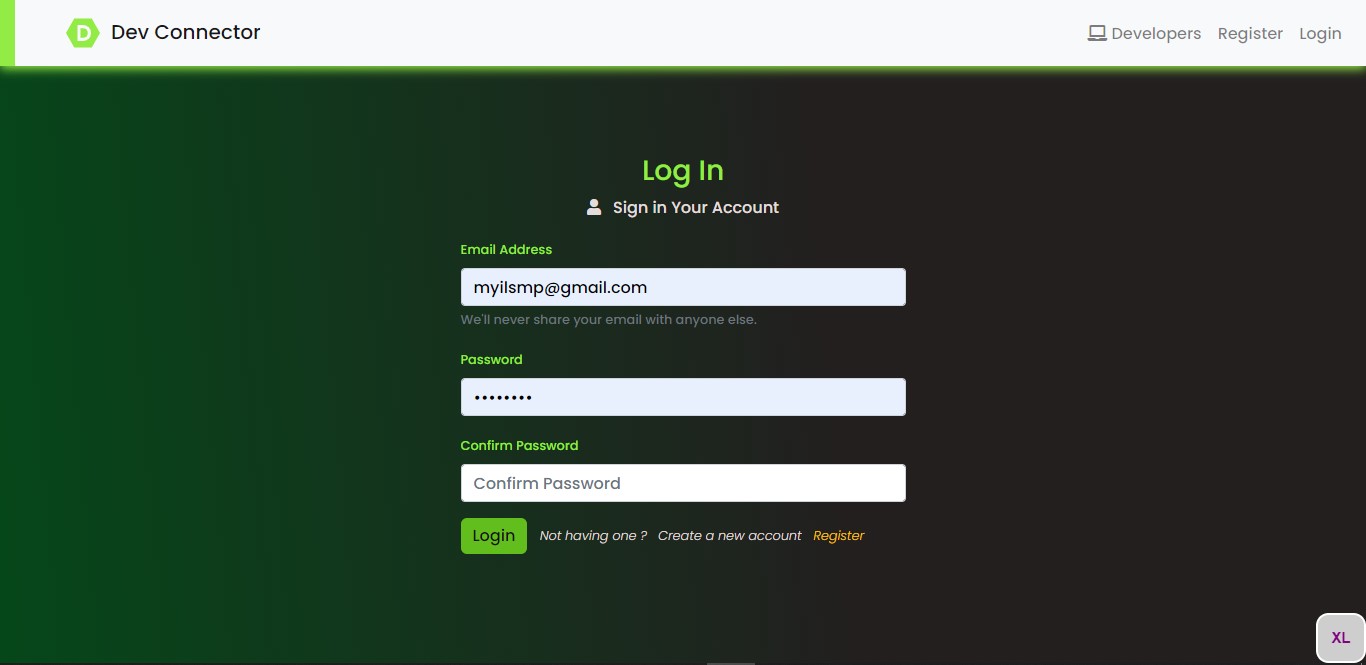 D Dev Connector
Developers Register Login
Log In
Sign in Your Account
Email Address
myilsmp@gmail.com
We'll never share your email with anyone else.
Password
••••••••
Confirm Password
Confirm Password
Login Not having one ? Create a new account Register
XL